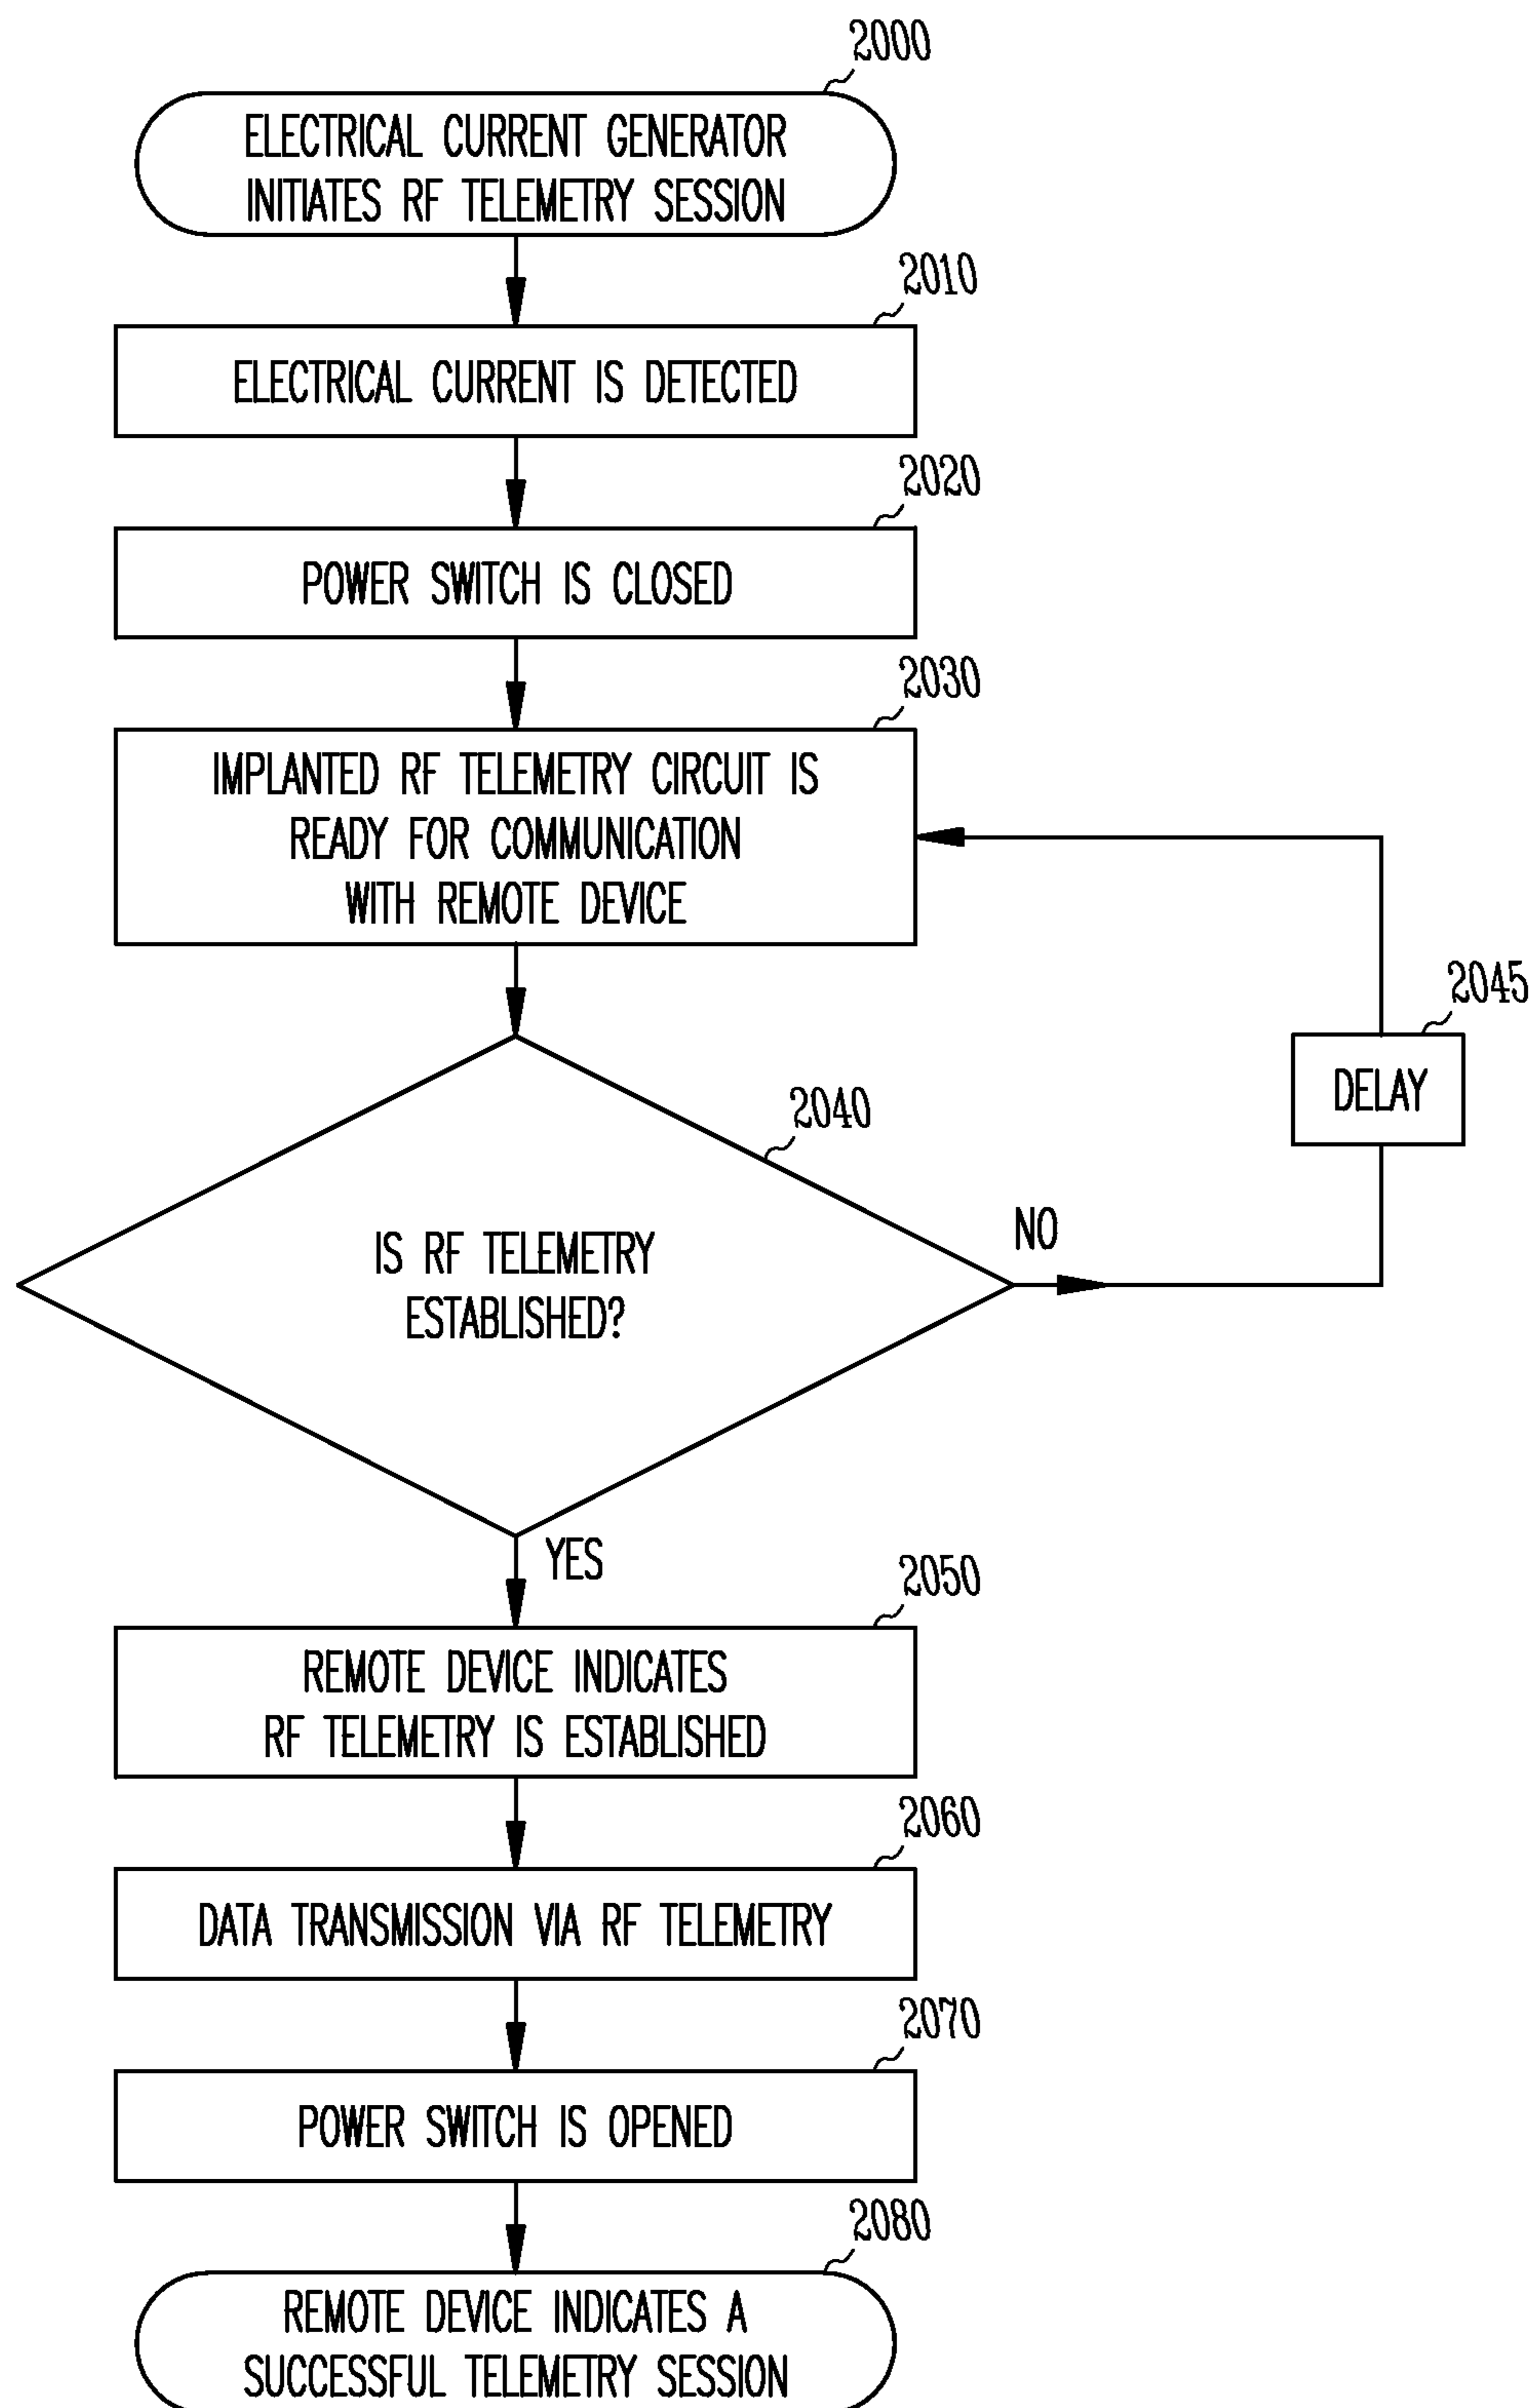 2000
ELECTRICAL CURRENT GENERATOR
INITIATES RF TELEMETRY SESSION
2010
ELECTRICAL CURRENT IS DETECTED
2020
POWER SWITCH IS CLOSED
2030
IMPLANTED RF TELEMETRY CIRCUIT IS
READY FOR COMMUNICATION
WITH REMOTE DEVICE
2045
DELAY
2040
NO
IS RF TELEMETRY
ESTABLISHED?
YES
2050
REMOTE DEVICE INDICATES
RF TELEMETRY IS ESTABLISHED
2060
DATA TRANSMISSION VIA RF TELEMETRY
2070
POWER SWITCH IS OPENED
2080
REMOTE DEVICE INDICATES A
SUCCESSFUL TELEMETRY SESSION